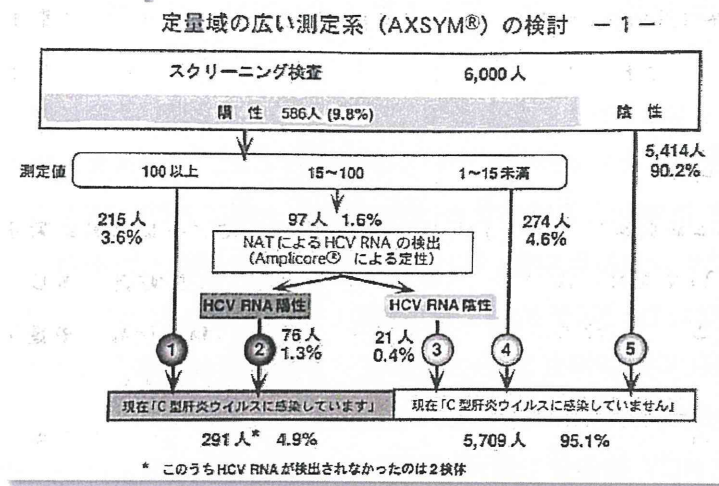 定量域の広い測定系 (AXSYM®) の検討 －1－
スクリーニング検査 6,000人
陽性 586人 (9.8%) 陰性
5,414人
90.2%
測定値 100以上 15～100 1～15未満
215人
3.6%
97人 1.6%
274人
4.6%
NATによるHCV RNAの検出
(Amplicore® による定性)
HCV RNA陽性 HCV RNA陰性
76人
1.3%
21人
0.4%
1 2 3 4 5
現在「C型肝炎ウイルスに感染しています」 現在「C型肝炎ウイルスに感染していません」
291人* 4.9% 5,709人 95.1%
* このうちHCV RNAが検出されなかったのは2検体